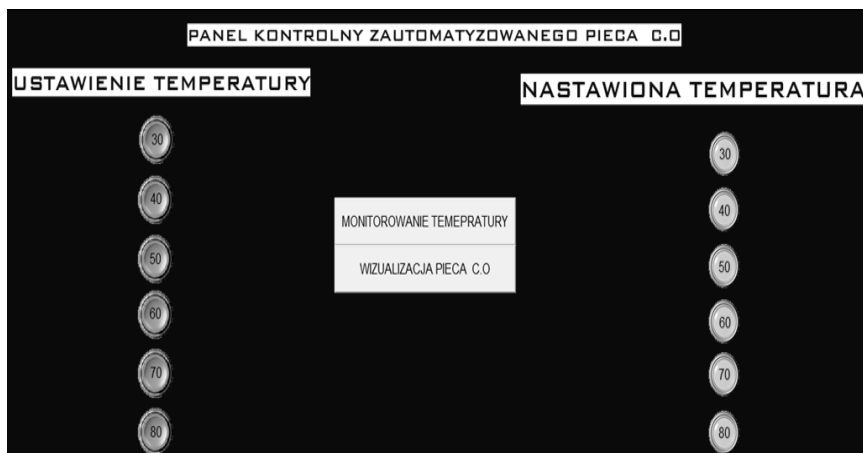 PANEL KONTROLNY ZAUTOMATYZOWANEGO PIECA C.O
USTAWIENIE TEMPERATURY
30
40
50
60
70
80
MONITOROWANIE TEMEPRATURY
WIZUALIZACJA PIECA C.O
NASTAWIONA TEMPERATURA
30
40
50
60
70
80